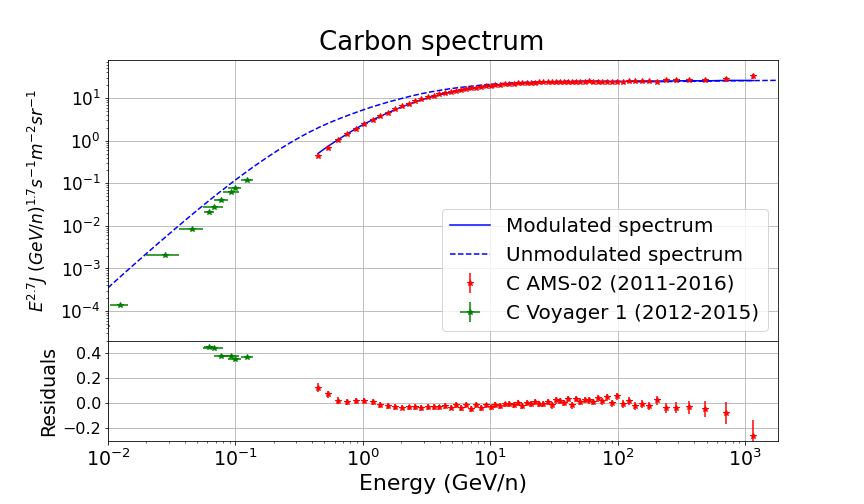 Carbon spectrum
E^{2.7}J (GeV/n)^{1.7}s^{-1}m^{-2}sr^{-1}
10^1
10^0
10^{-1}
10^{-2}
10^{-3}
10^{-4}
Modulated spectrum
Unmodulated spectrum
C AMS-02 (2011-2016)
C Voyager 1 (2012-2015)
Residuals
0.4
0.2
0.0
−0.2
10^{-2} 10^{-1} 10^0 10^1 10^2 10^3
Energy (GeV/n)